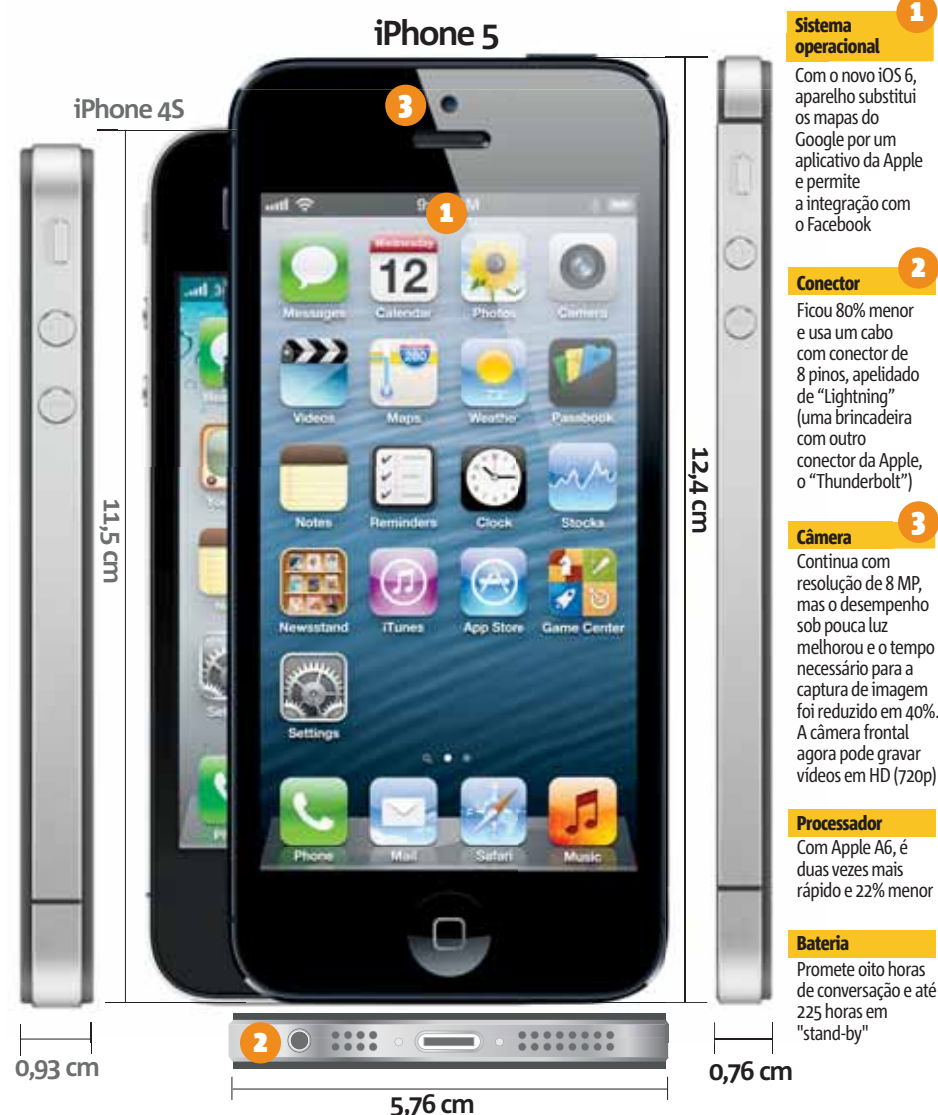 iPhone 5
iPhone 4S
3
1
Wednesday
12
Messages
Calendar
Photos
Camera
280
Videos
Maps
Weather
Passbook
Notes
Reminders
Clock
Stocks
Newsstand
iTunes
App Store
Game Center
Settings
Phone
Mail
Safari
Music
11,5 cm
12,4 cm
0,93 cm
2
5,76 cm
0,76 cm
1
Sistema
operacional
Com o novo iOS 6,
aparelho substitui
os mapas do
Google por um
aplicativo da Apple
e permite
a integração com
o Facebook
2
Conector
Ficou 80% menor
e usa um cabo
com conector de
8 pinos, apelidado
de “Lightning”
(uma brincadeira
com outro
conector da Apple,
o “Thunderbolt”)
3
Câmera
Continua com
resolução de 8 MP,
mas o desempenho
sob pouca luz
melhorou e o tempo
necessário para a
captura de imagem
foi reduzido em 40%.
A câmera frontal
agora pode gravar
vídeos em HD (720p)
Processador
Com Apple A6, é
duas vezes mais
rápido e 22% menor
Bateria
Promete oito horas
de conversação e até
225 horas em
"stand-by"